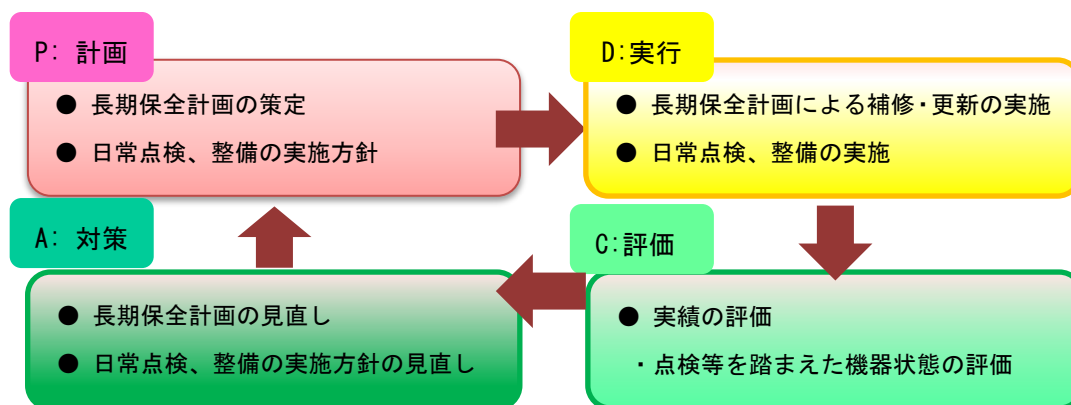 P: 計画
● 長期保全計画の策定
● 日常点検、整備の実施方針
D:実行
● 長期保全計画による補修・更新の実施
● 日常点検、整備の実施
C:評価
● 実績の評価
・点検等を踏まえた機器状態の評価
A: 対策
● 長期保全計画の見直し
● 日常点検、整備の実施方針の見直し